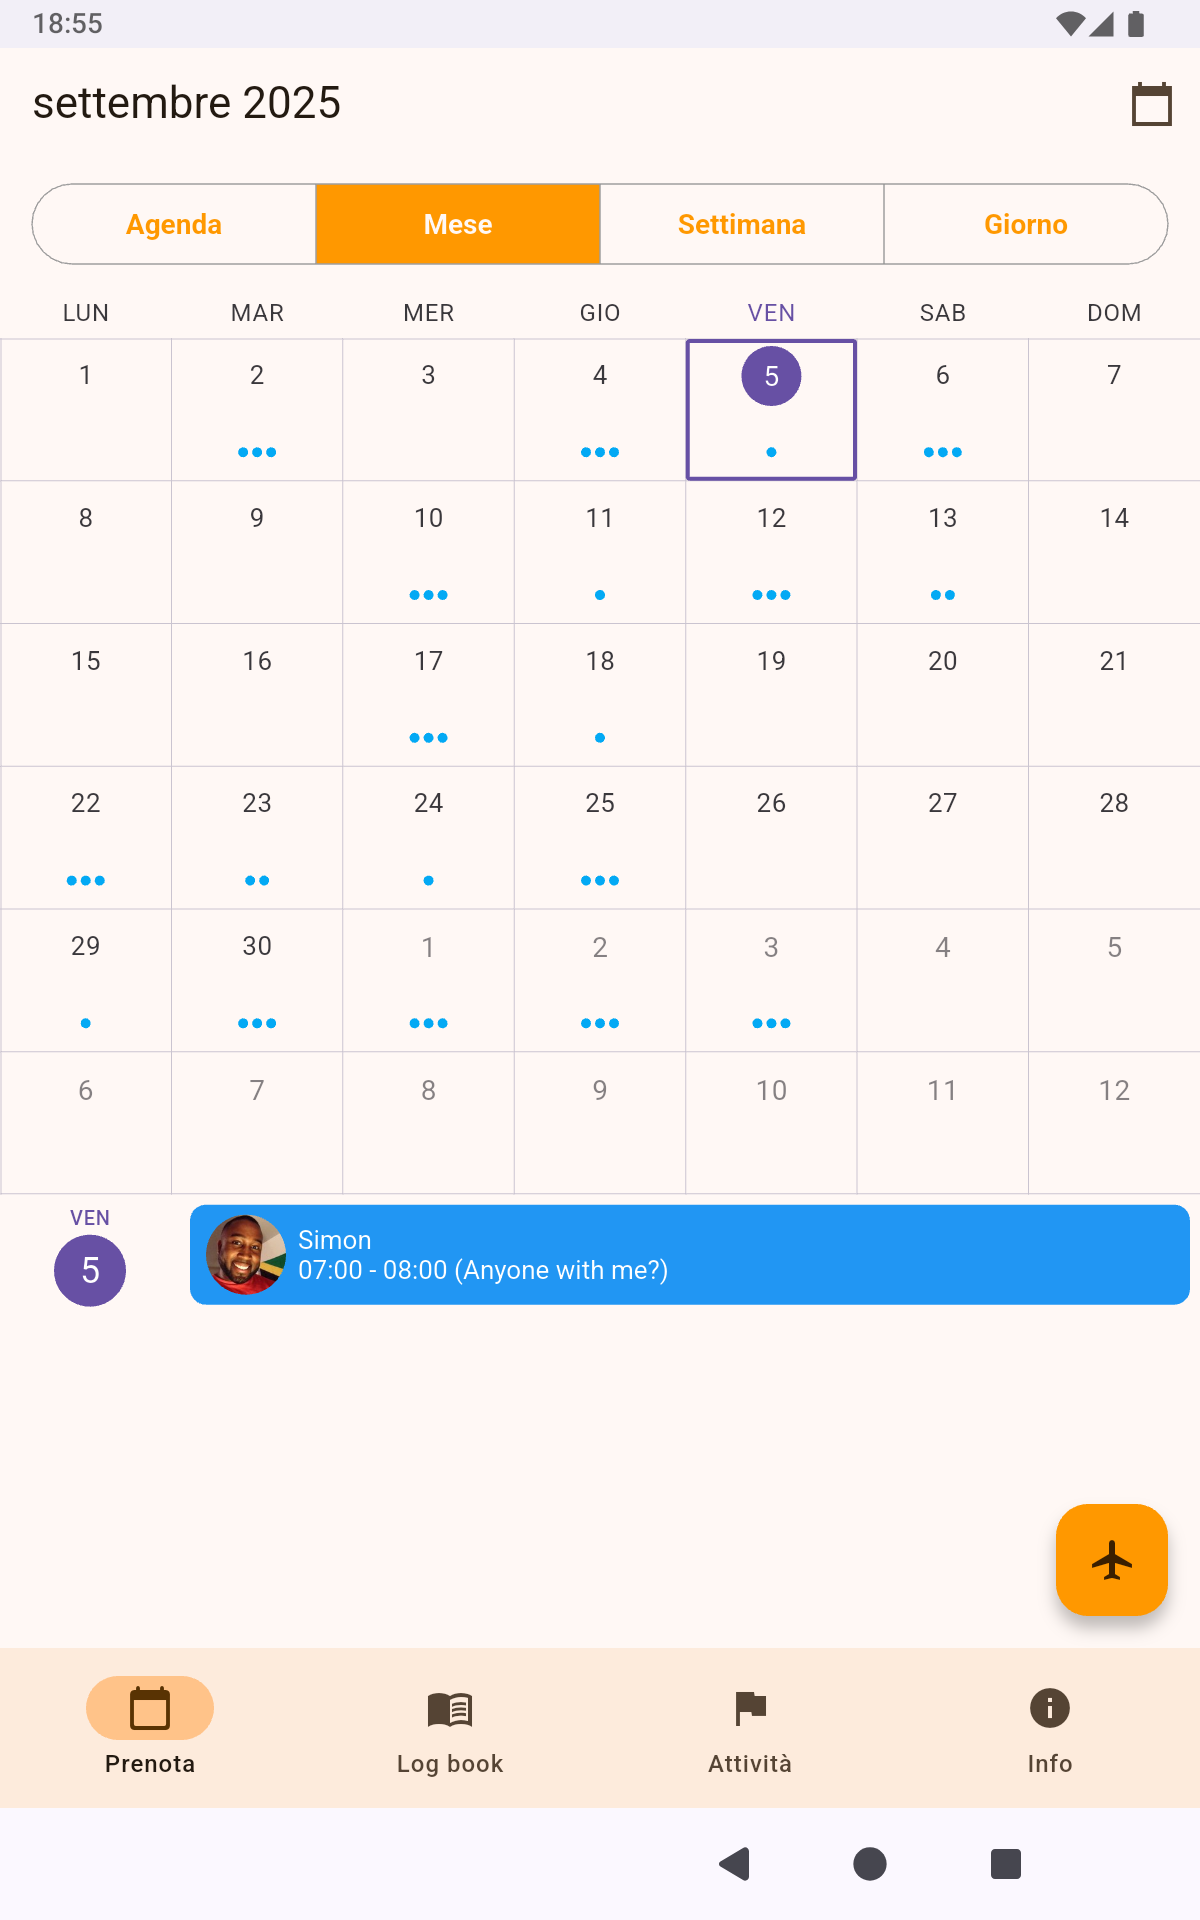 18:55
settembre 2025
Agenda Mese Settimana Giorno
LUN MAR MER GIO VEN SAB DOM
1 2 3 4 5 6 7
8 9 10 11 12 13 14
15 16 17 18 19 20 21
22 23 24 25 26 27 28
29 30 1 2 3 4 5
6 7 8 9 10 11 12
VEN
5
Simon
07:00 - 08:00 (Anyone with me?)
Prenota Log book Attività Info